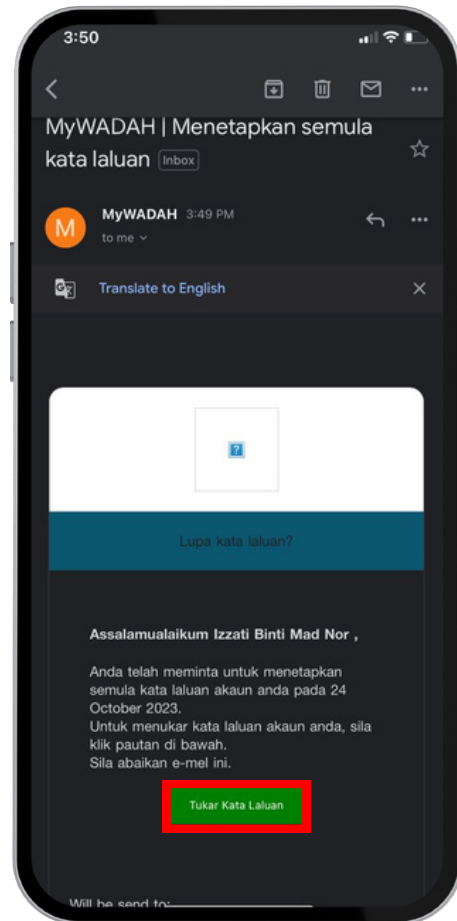 3:50
MyWADAH | Menetapkan semula
kata laluan Inbox
M
MyWADAH 3:49 PM
to me
Translate to English
?
Lupa kata laluan?
Assalamualaikum Izzati Binti Mad Nor ,
Anda telah meminta untuk menetapkan
semula kata laluan akaun anda pada 24
October 2023.
Untuk menukar kata laluan akaun anda, sila
klik pautan di bawah.
Sila abaikan e-mel ini.
Tukar Kata Laluan
Will be send to: